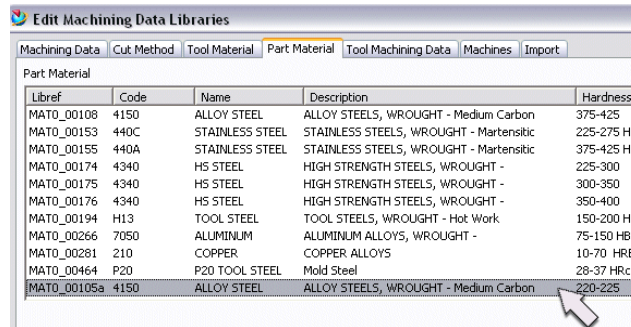 Edit Machining Data Libraries
Machining Data Cut Method Tool Material Part Material Tool Machining Data Machines Import
Part Material
Libref Code Name Description Hardness
MAT0_00108 4150 ALLOY STEEL ALLOY STEELS, WROUGHT - Medium Carbon 375-425
MAT0_00153 440C STAINLESS STEEL STAINLESS STEELS, WROUGHT - Martensitic 225-275 H
MAT0_00155 440A STAINLESS STEEL STAINLESS STEELS, WROUGHT - Martensitic 375-425 H
MAT0_00174 4340 HS STEEL HIGH STRENGTH STEELS, WROUGHT - 225-300
MAT0_00175 4340 HS STEEL HIGH STRENGTH STEELS, WROUGHT - 300-350
MAT0_00176 4340 HS STEEL HIGH STRENGTH STEELS, WROUGHT - 350-400
MAT0_00194 H13 TOOL STEEL TOOL STEELS, WROUGHT - Hot Work 150-200 H
MAT0_00266 7050 ALUMINUM ALUMINUM ALLOYS, WROUGHT - 75-150 HB
MAT0_00281 210 COPPER COPPER ALLOYS 10-70 HRB
MAT0_00464 P20 P20 TOOL STEEL Mold Steel 28-37 HRc
MAT0_00105a 4150 ALLOY STEEL ALLOY STEELS, WROUGHT - Medium Carbon 220-225